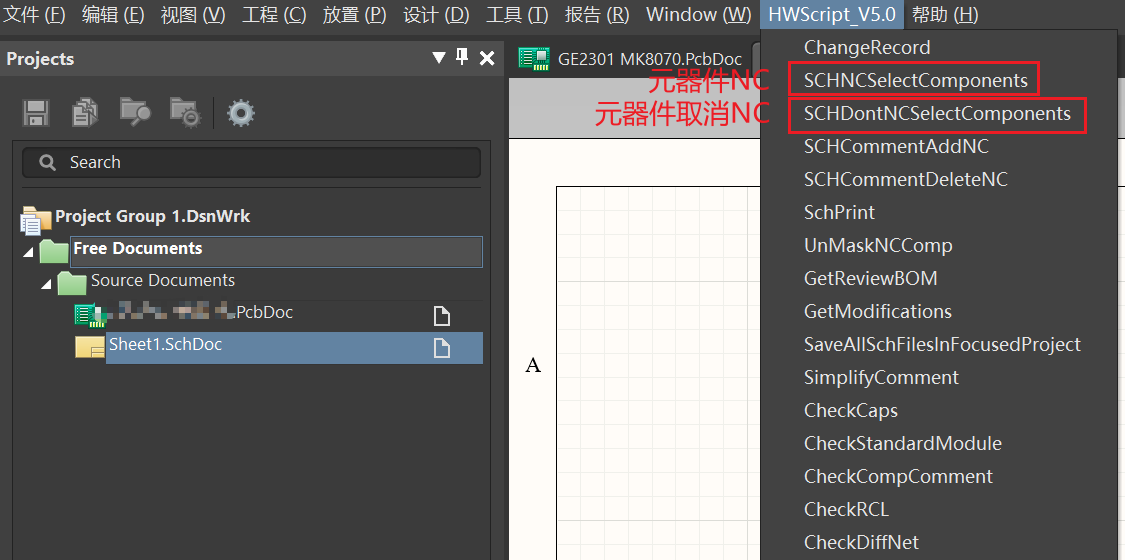 文件 (F) 编辑 (E) 视图 (V) 工程 (C) 放置 (P) 设计 (D) 工具 (T) 报告 (R) Window (W) HWScript_V5.0 帮助 (H)
Projects
Search
Project Group 1.DsnWrk
Free Documents
Source Documents
.PcbDoc
Sheet1.SchDoc
GE2301 MK8070.PcbDoc
元器件NC
元器件取消NC
A
ChangeRecord
SCHNCSelectComponents
SCHDontNCSelectComponents
SCHCommentAddNC
SCHCommentDeleteNC
SchPrint
UnMaskNCComp
GetReviewBOM
GetModifications
SaveAllSchFilesInFocusedProject
SimplifyComment
CheckCaps
CheckStandardModule
CheckCompComment
CheckRCL
CheckDiffNet